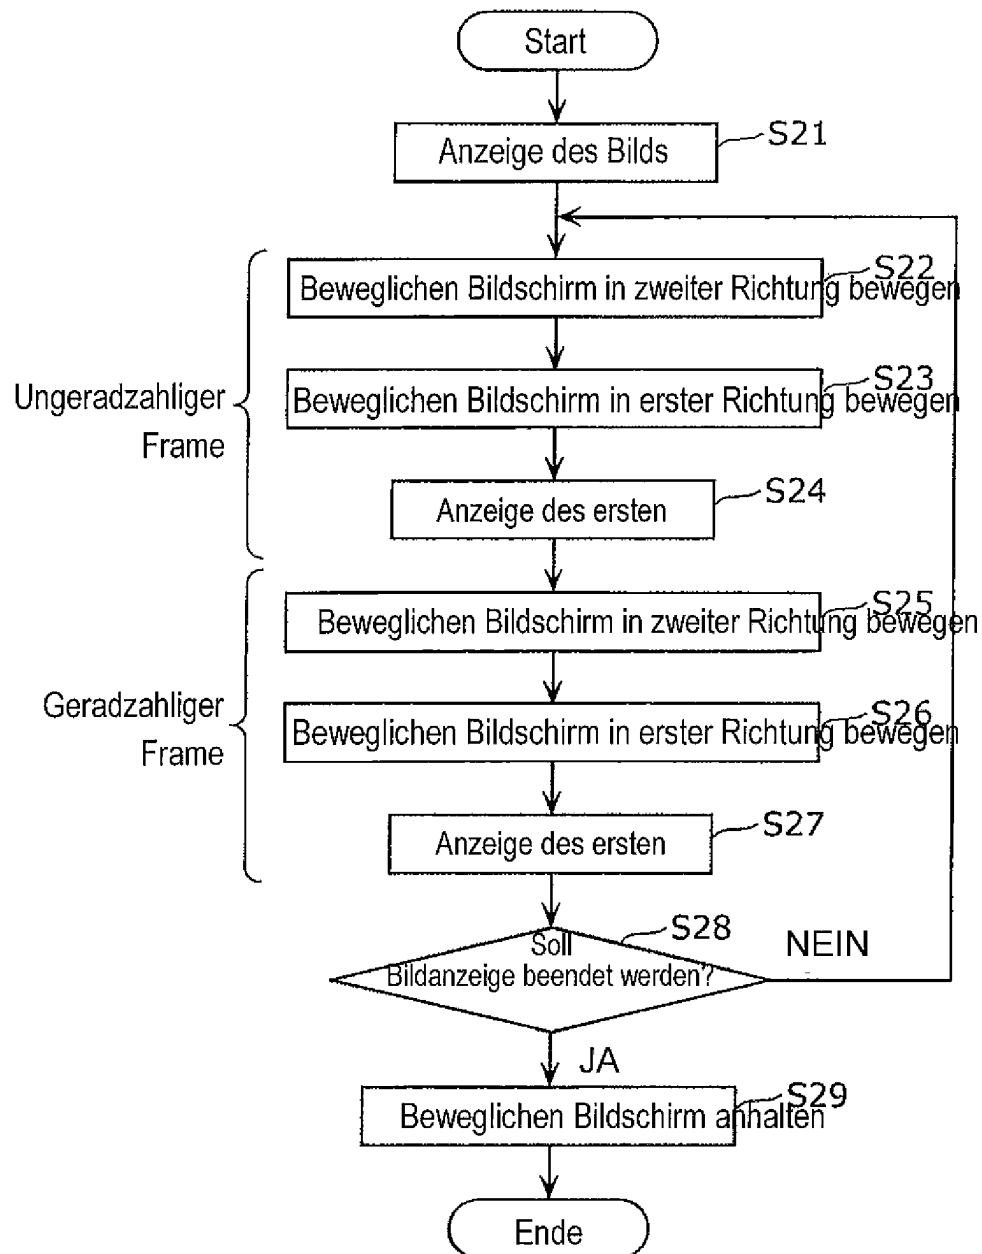 Start
Anzeige des Bilds
S21
S22
Beweglichen Bildschirm in zweiter Richtung bewegen
S23
Beweglichen Bildschirm in erster Richtung bewegen
Ungeradzahliger
Frame
S24
Anzeige des ersten
S25
Beweglichen Bildschirm in zweiter Richtung bewegen
S26
Beweglichen Bildschirm in erster Richtung bewegen
Geradzahliger
Frame
S27
Anzeige des ersten
S28
Soll
Bildanzeige beendet werden?
NEIN
JA
S29
Beweglichen Bildschirm anhalten
Ende